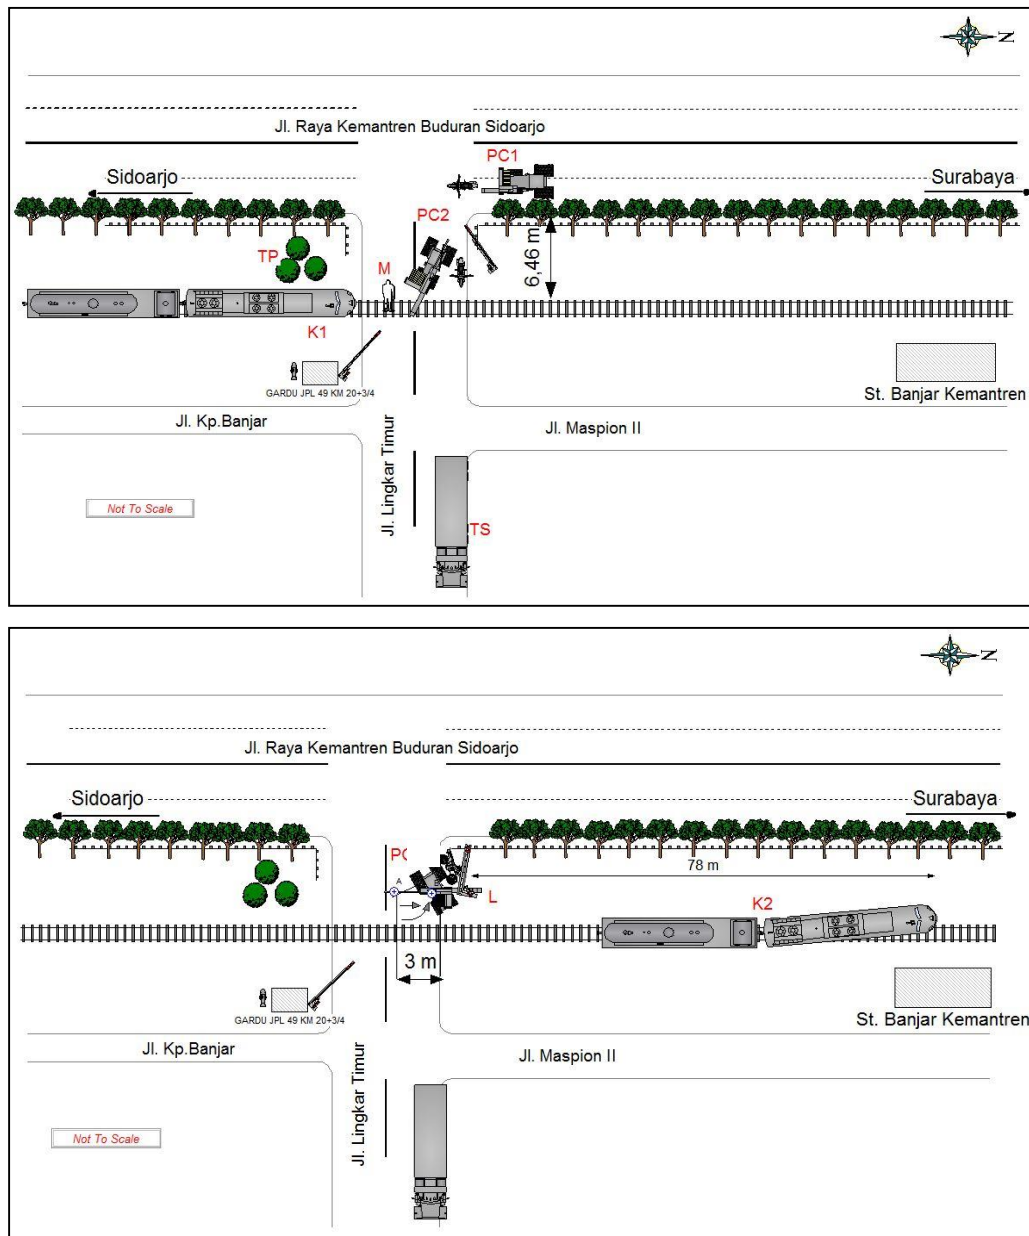 N
Jl. Raya Kemantren Buduran Sidoarjo
PC1
Sidoarjo
Surabaya
PC2
TP
M
6,46 m
K1
GARDU JPL 49 KM 20+3/4
St. Banjar Kemantren
Jl. Kp.Banjar
Jl. Maspion II
Jl. Lingkar Timur
Not To Scale
TS
N
Jl. Raya Kemantren Buduran Sidoarjo
Sidoarjo
Surabaya
A
78 m
L
K2
3 m
GARDU JPL 49 KM 20+3/4
St. Banjar Kemantren
Jl. Kp.Banjar
Jl. Maspion II
Jl. Lingkar Timur
Not To Scale